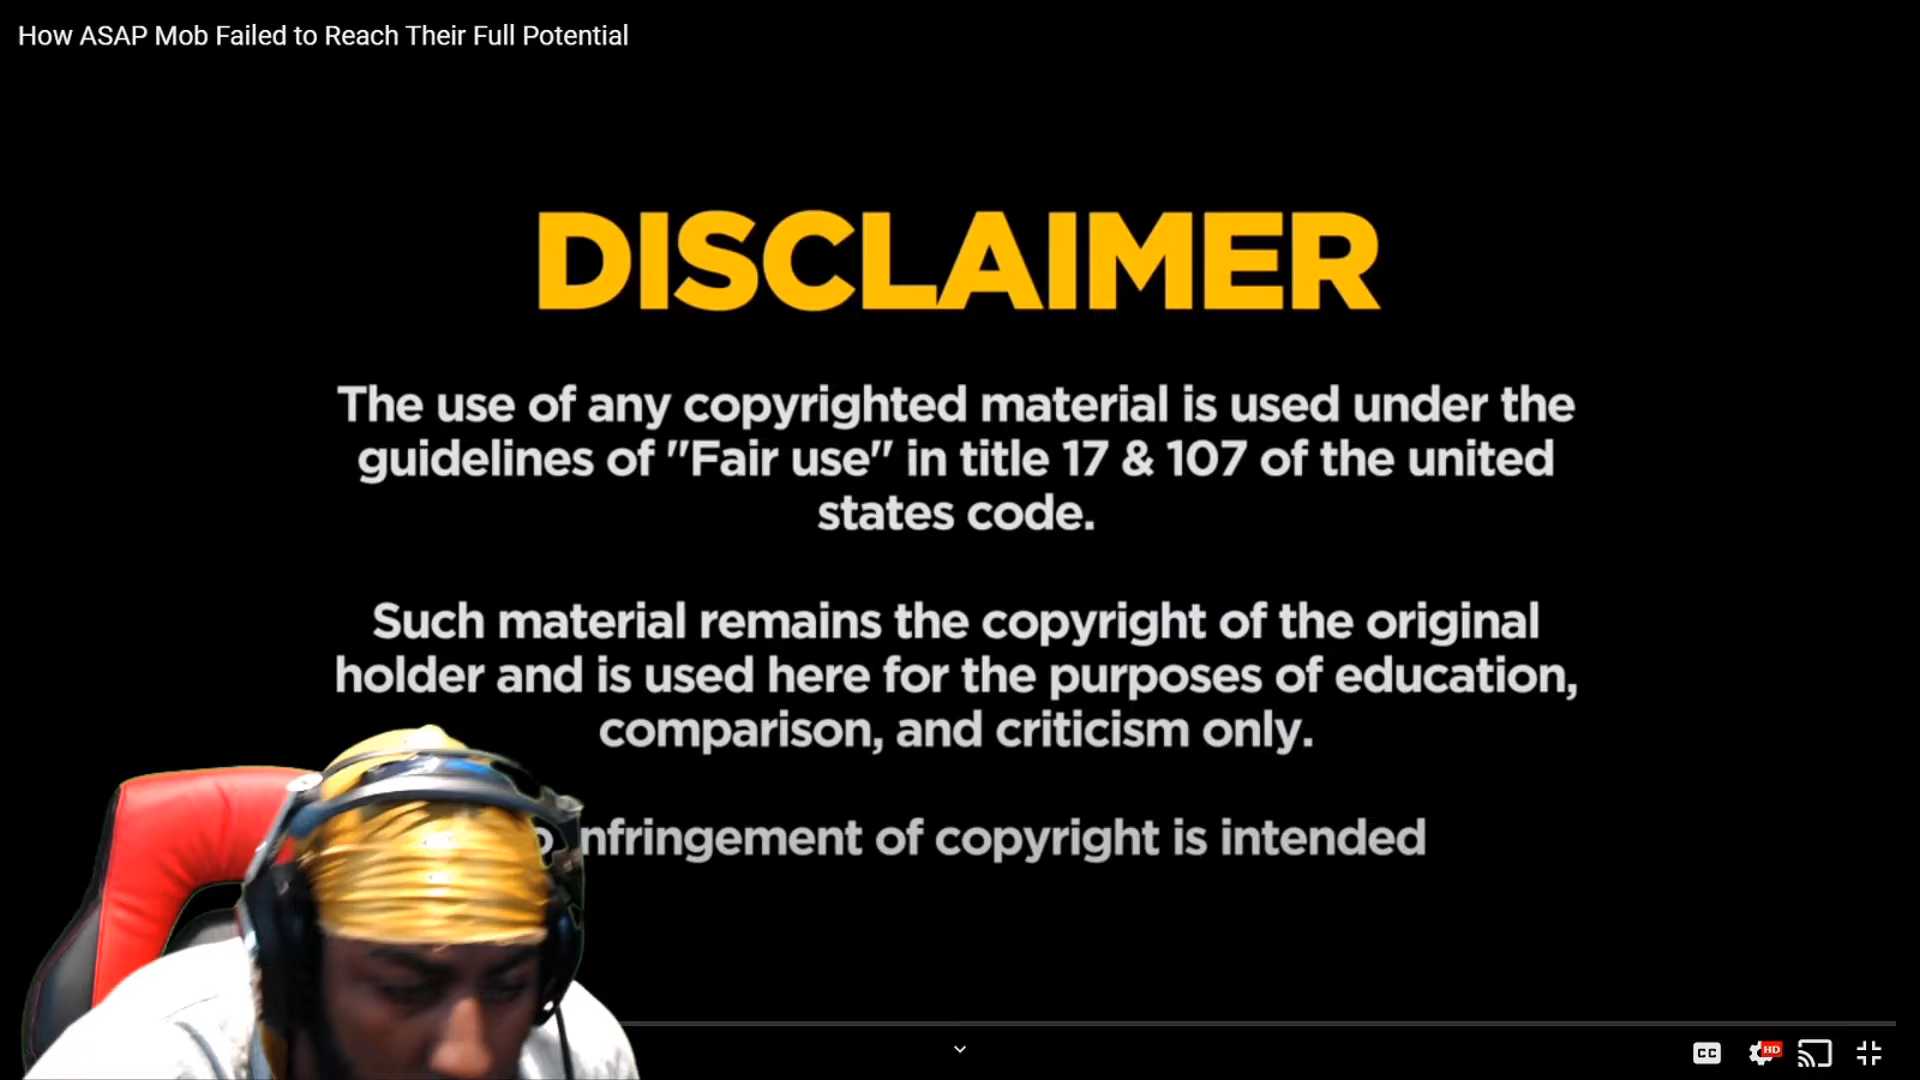 How ASAP Mob Failed to Reach Their Full Potential
DISCLAIMER
The use of any copyrighted material is used under the
guidelines of "Fair use" in title 17 & 107 of the united
states code.
Such material remains the copyright of the original
holder and is used here for the purposes of education,
comparison, and criticism only.
nfringement of copyright is intended
CC
HD